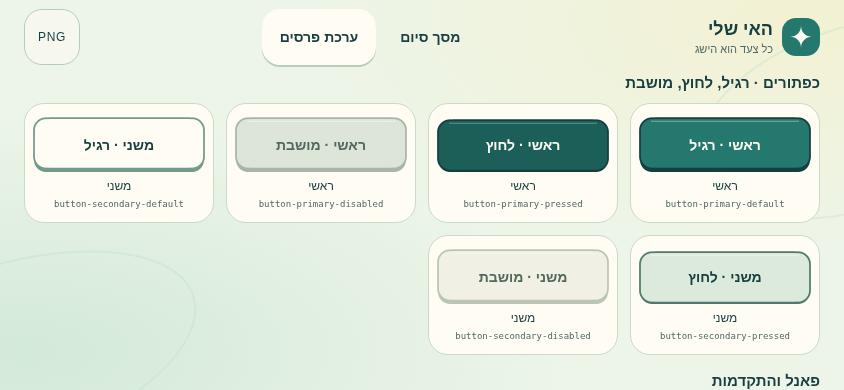 האי שלי
כל צעד הוא הישג
מסך סיום
ערכת פרסים
PNG
כפתורים · רגיל, לחוץ, מושבת
ראשי · רגיל
ראשי
button-primary-default
ראשי · לחוץ
ראשי
button-primary-pressed
ראשי · מושבת
ראשי
button-primary-disabled
משני · רגיל
משני
button-secondary-default
משני · לחוץ
משני
button-secondary-pressed
משני · מושבת
משני
button-secondary-disabled
פאנל והתקדמות